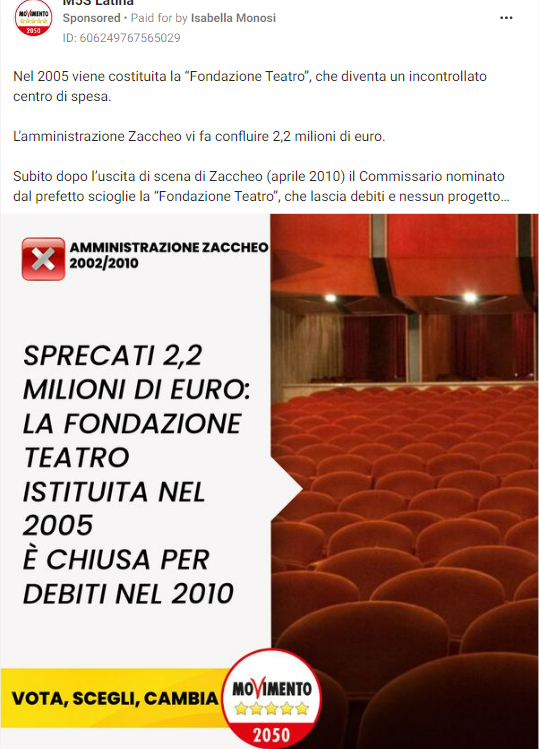 M5S Latina
Sponsored • Paid for by Isabella Monosi
ID: 606249767565029
Nel 2005 viene costituita la “Fondazione Teatro”, che diventa un incontrollato
centro di spesa.
L’amministrazione Zaccheo vi fa confluire 2,2 milioni di euro.
Subito dopo l’uscita di scena di Zaccheo (aprile 2010) il Commissario nominato
dal prefetto scioglie la “Fondazione Teatro”, che lascia debiti e nessun progetto…
AMMINISTRAZIONE ZACCHEO
2002/2010
SPRECATI 2,2
MILIONI DI EURO:
LA FONDAZIONE
TEATRO
ISTITUITA NEL
2005
È CHIUSA PER
DEBITI NEL 2010
VOTA, SCEGLI, CAMBIA
MOVIMENTO
2050